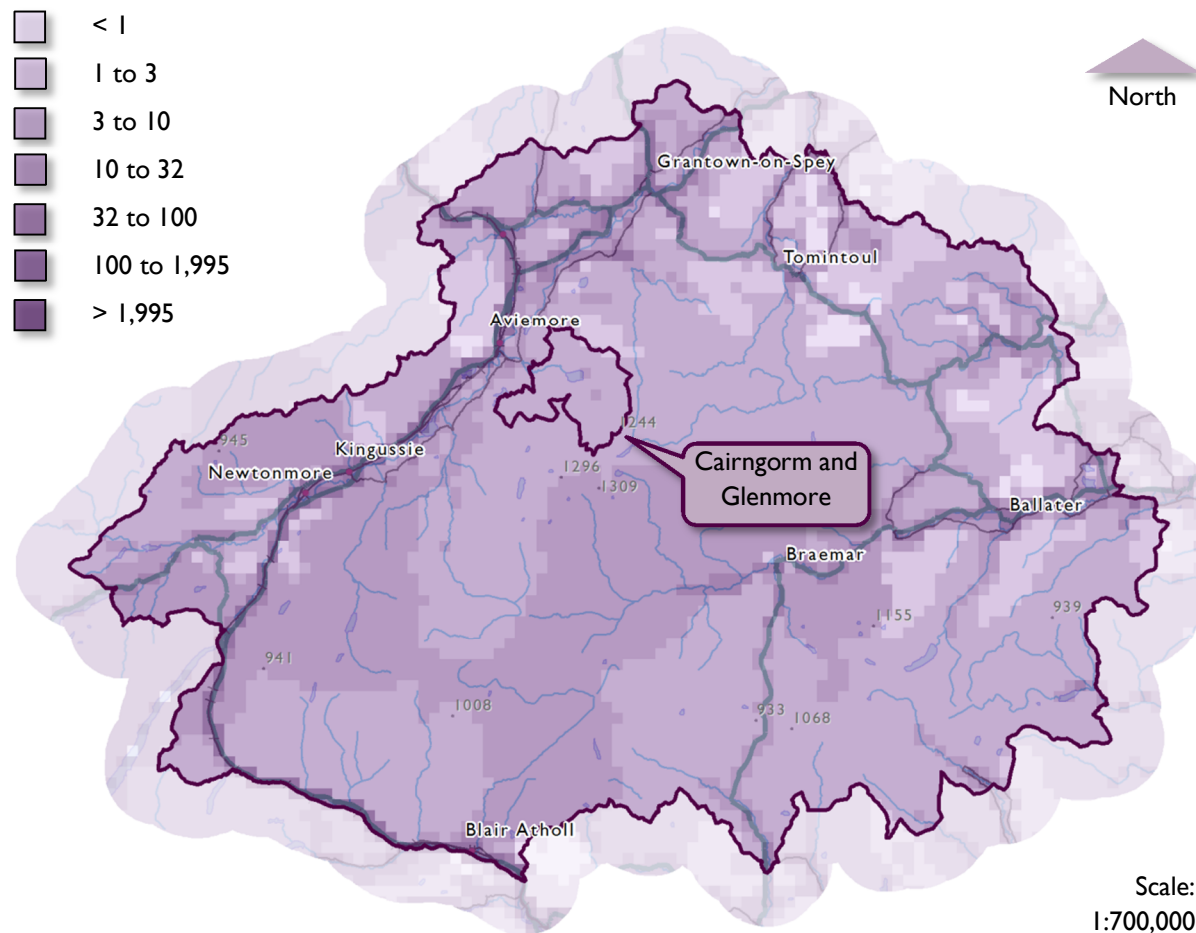 < 1
1 to 3
3 to 10
10 to 32
32 to 100
100 to 1,995
> 1,995
North
Grantown-on-Spey
Tomintoul
Aviemore
1244
945
Kingussie
Cairngorm and
Glenmore
Newtonmore
1296
1309
Ballater
Braemar
1155
939
941
1008
933
1068
Blair Atholl
Scale:
1:700,000